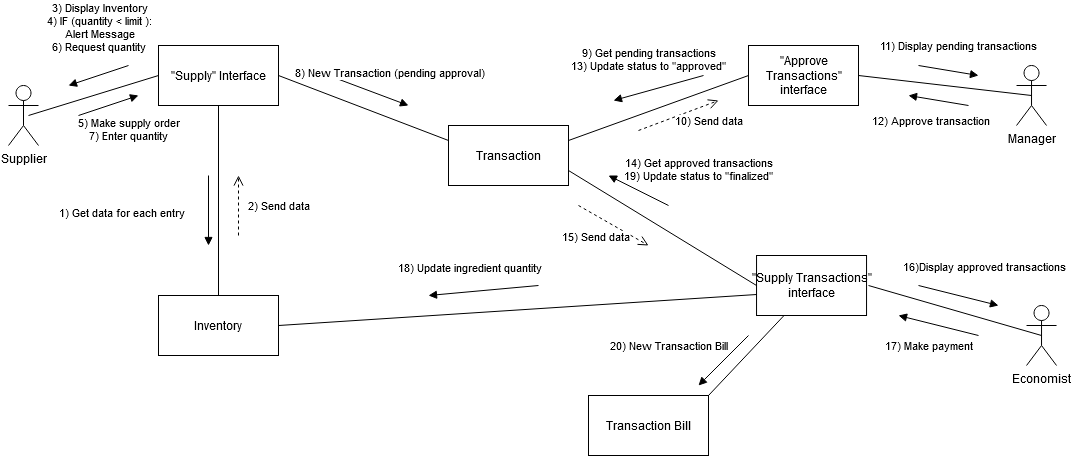 3) Display Inventory
4) IF (quantity < limit ):
Alert Message
6) Request quantity
"Supply" Interface
5) Make supply order
7) Enter quantity
Supplier
8) New Transaction (pending approval)
9) Get pending transactions
13) Update status to "approved"
"Approve
Transactions"
interface
11) Display pending transactions
10) Send data
12) Approve transaction
Manager
Transaction
14) Get approved transactions
19) Update status to "finalized"
1) Get data for each entry
2) Send data
15) Send data
18) Update ingredient quantity
"Supply Transactions"
interface
16)Display approved transactions
17) Make payment
Economist
Inventory
20) New Transaction Bill
Transaction Bill